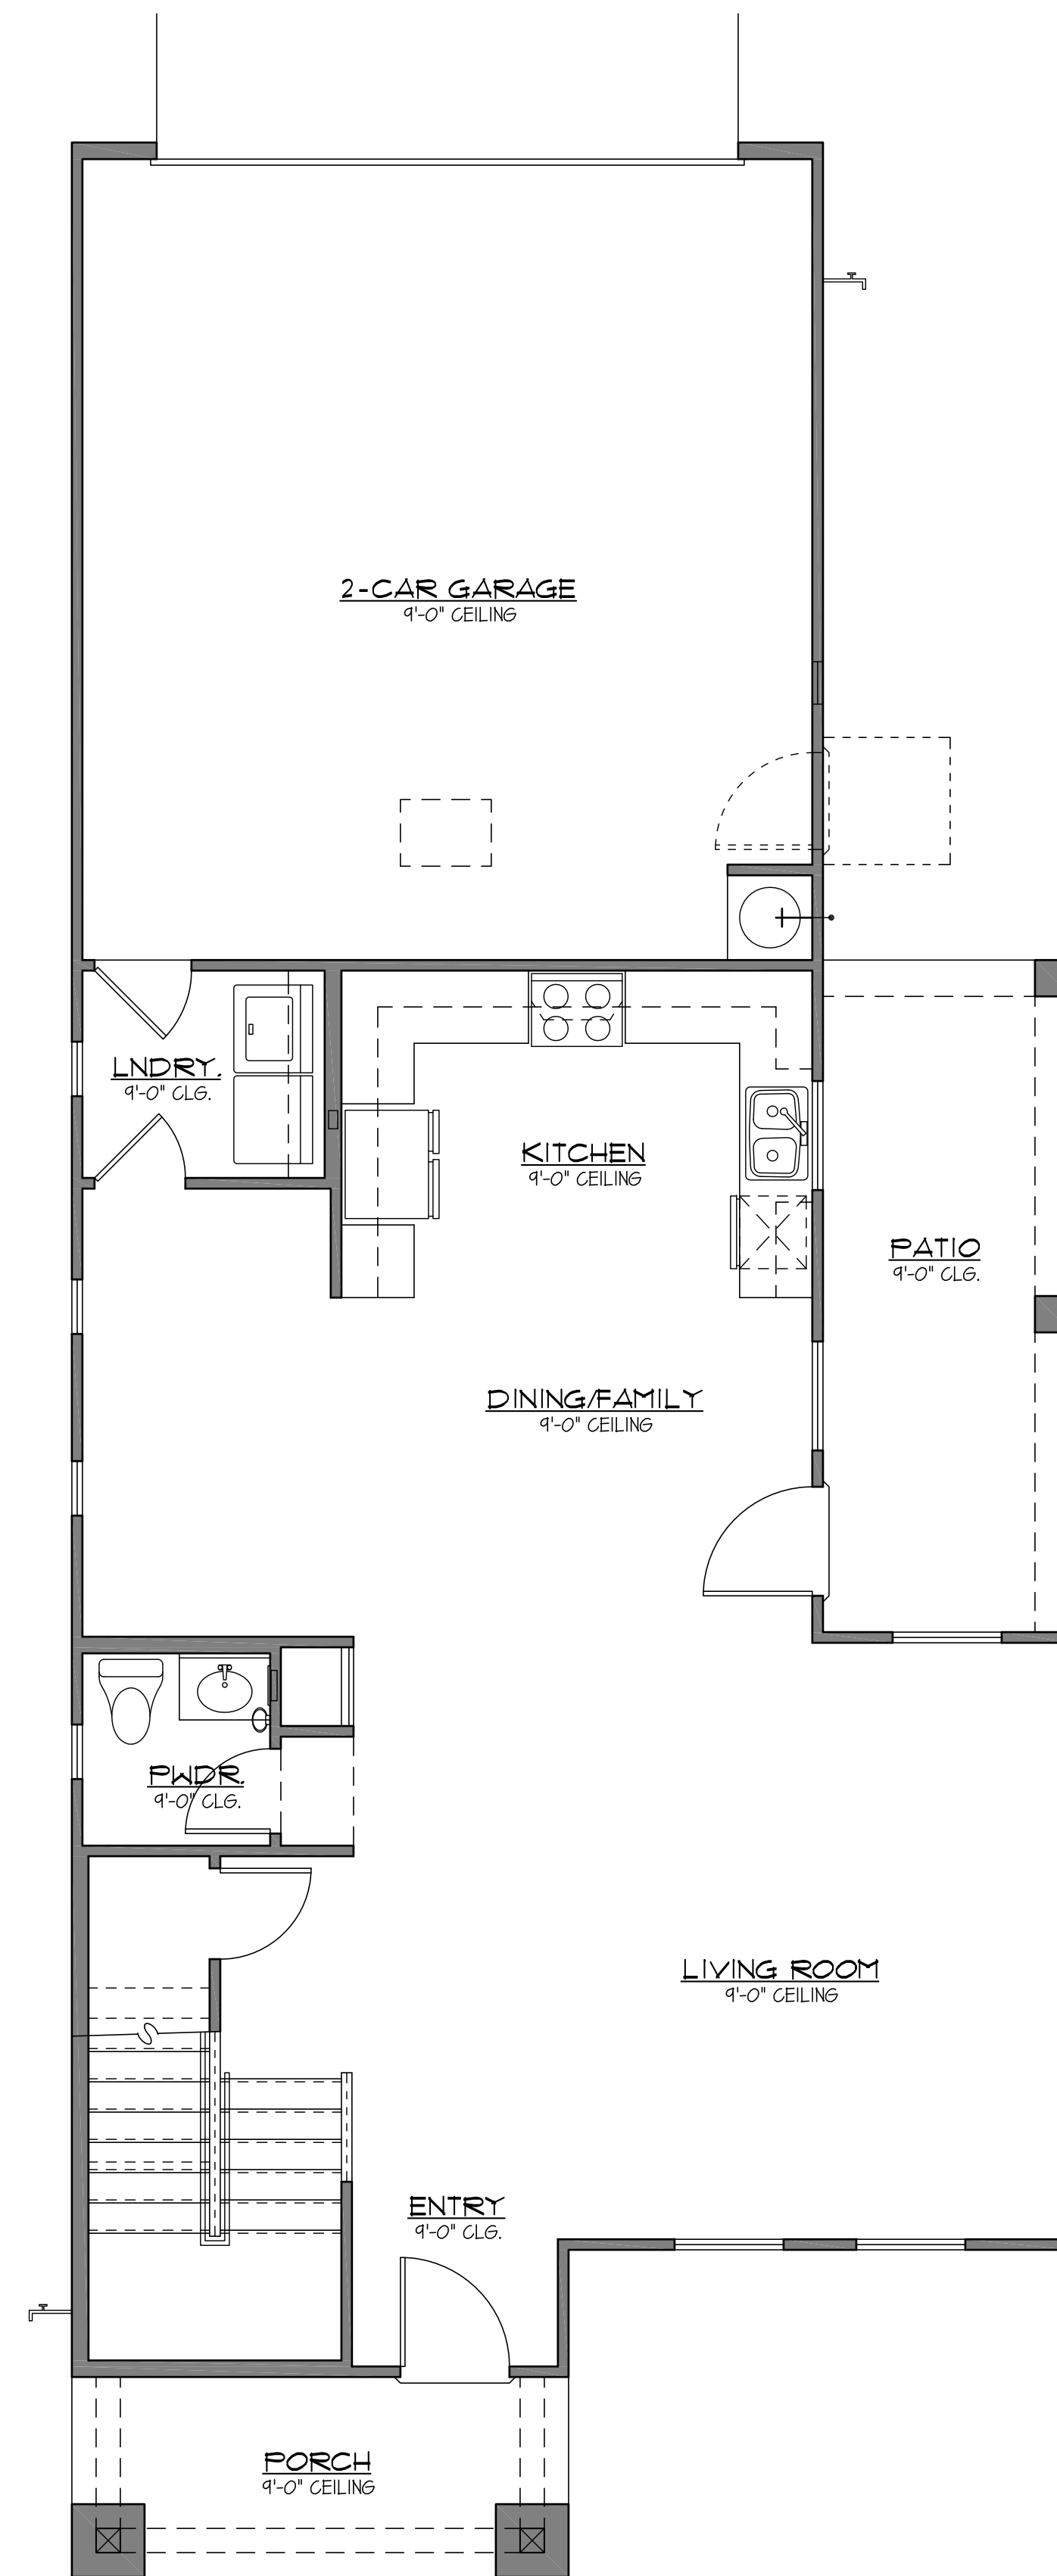 2-CAR GARAGE
9'-0" CEILING
LNDRY.
9'-0" CLG.
KITCHEN
9'-0" CEILING
PATIO
9'-0" CLG.
DINING/FAMILY
9'-0" CEILING
PWDR.
9'-0" CLG.
LIVING ROOM
9'-0" CEILING
ENTRY
9'-0" CLG.
PORCH
9'-0" CEILING